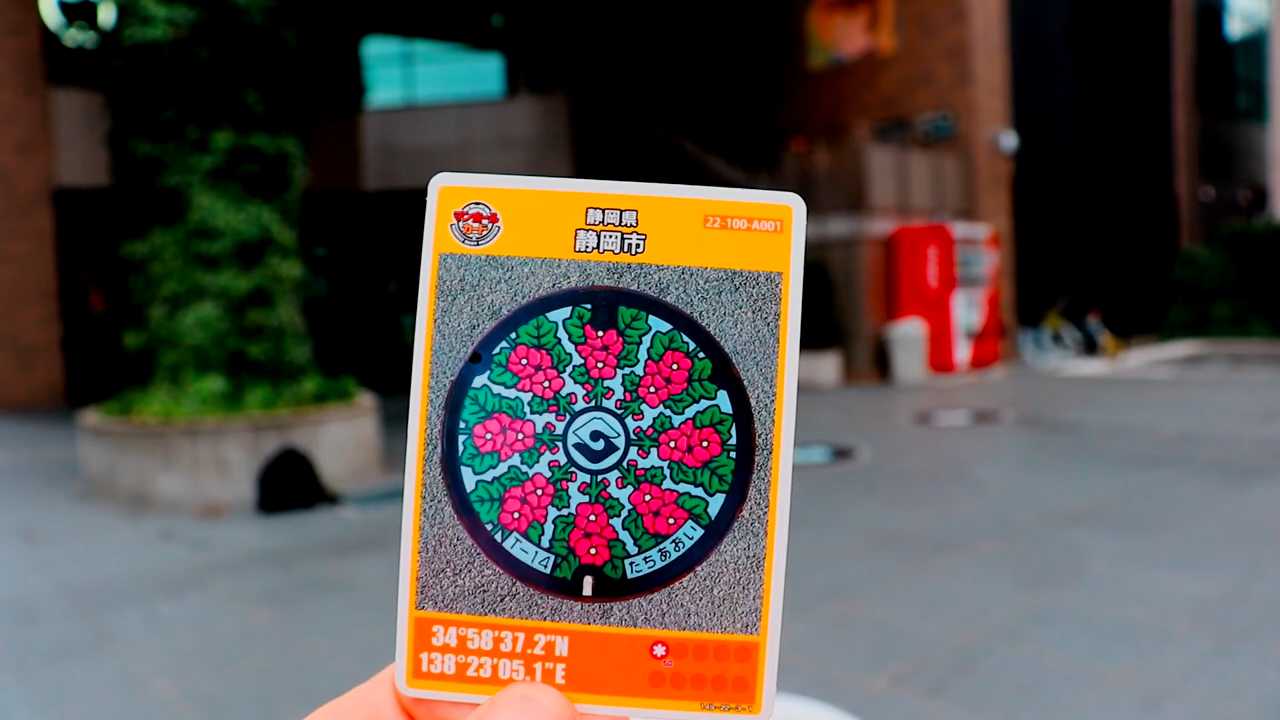 マンホール
カード
静岡県
静岡市
22-100-A001
T-14
たちあおい
34°58'37.2"N
138°23'05.1"E